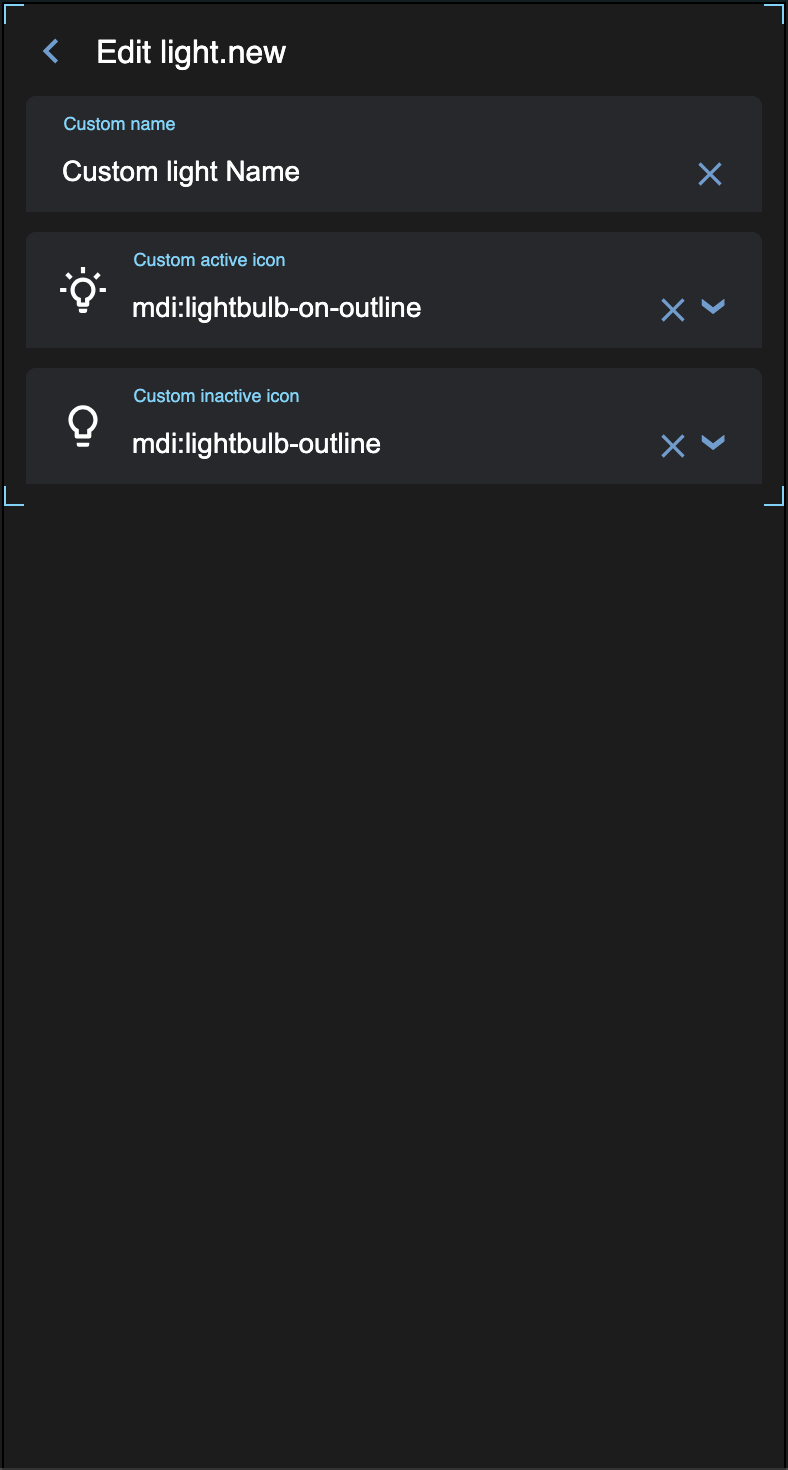 Edit light.new
Custom name
Custom light Name
Custom active icon
mdi:lightbulb-on-outline
Custom inactive icon
mdi:lightbulb-outline